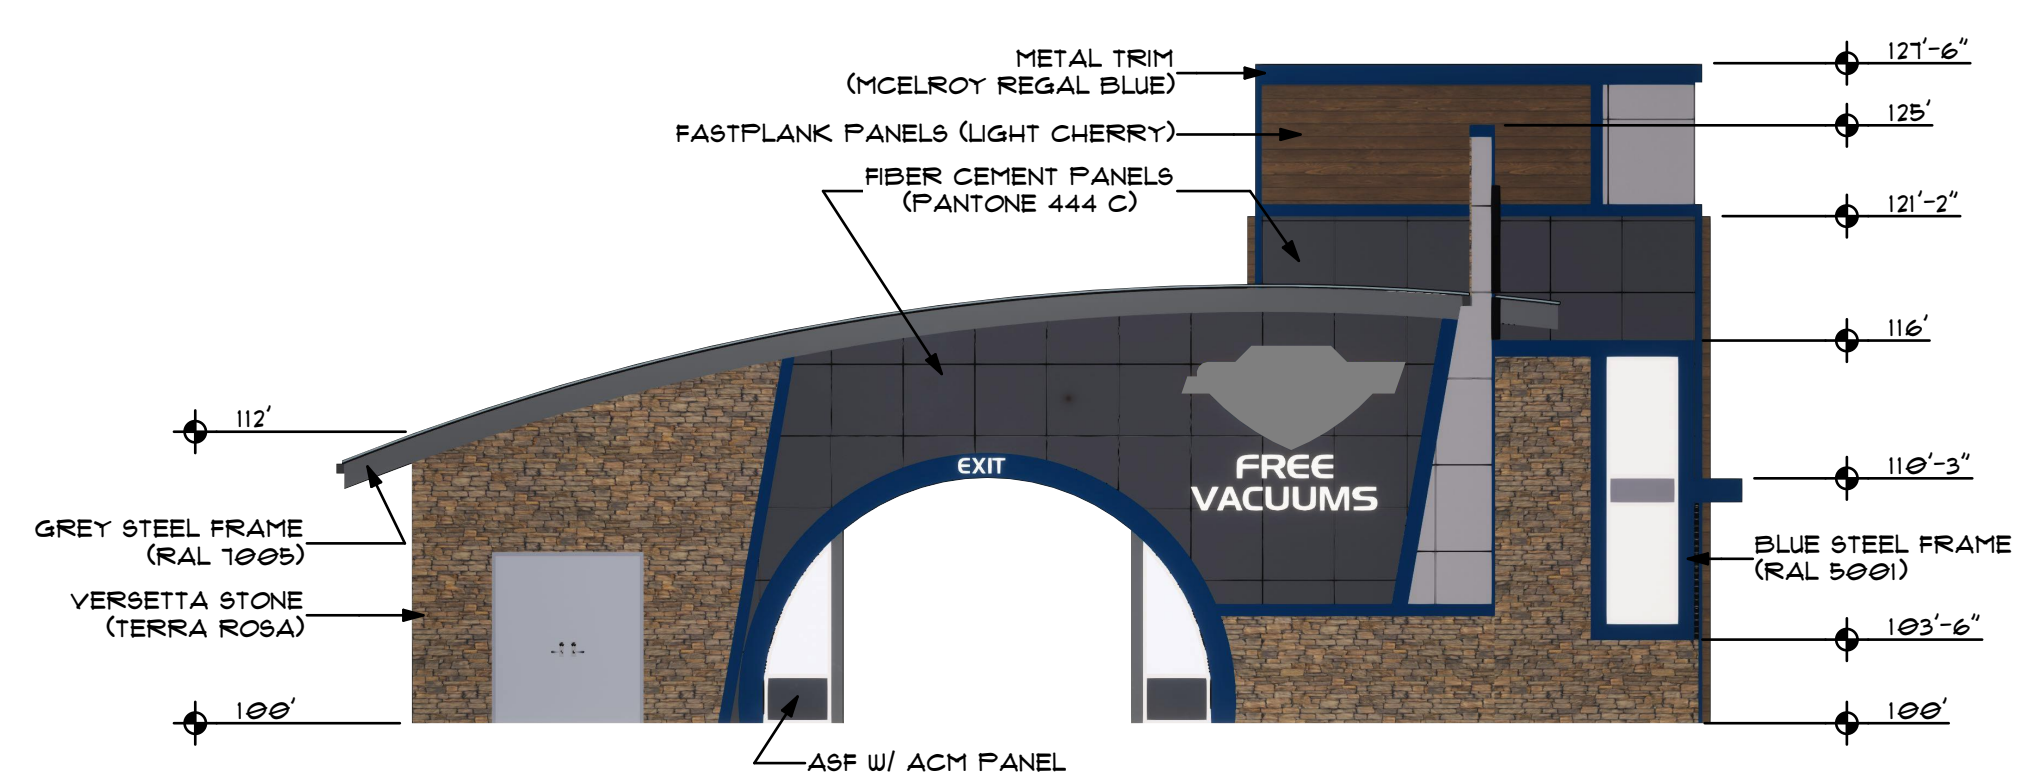 METAL TRIM
(MCELROY REGAL BLUE)
FASTPLANK PANELS (LIGHT CHERRY)
FIBER CEMENT PANELS
(PANTONE 444 C)
127'-6"
125'
121'-2"
116'
112'
110'-3"
EXIT
FREE
VACUUMS
GREY STEEL FRAME
(RAL 7005)
BLUE STEEL FRAME
(RAL 5001)
VERSETTA STONE
(TERRA ROSA)
103'-6"
100'
100'
ASF W/ ACM PANEL